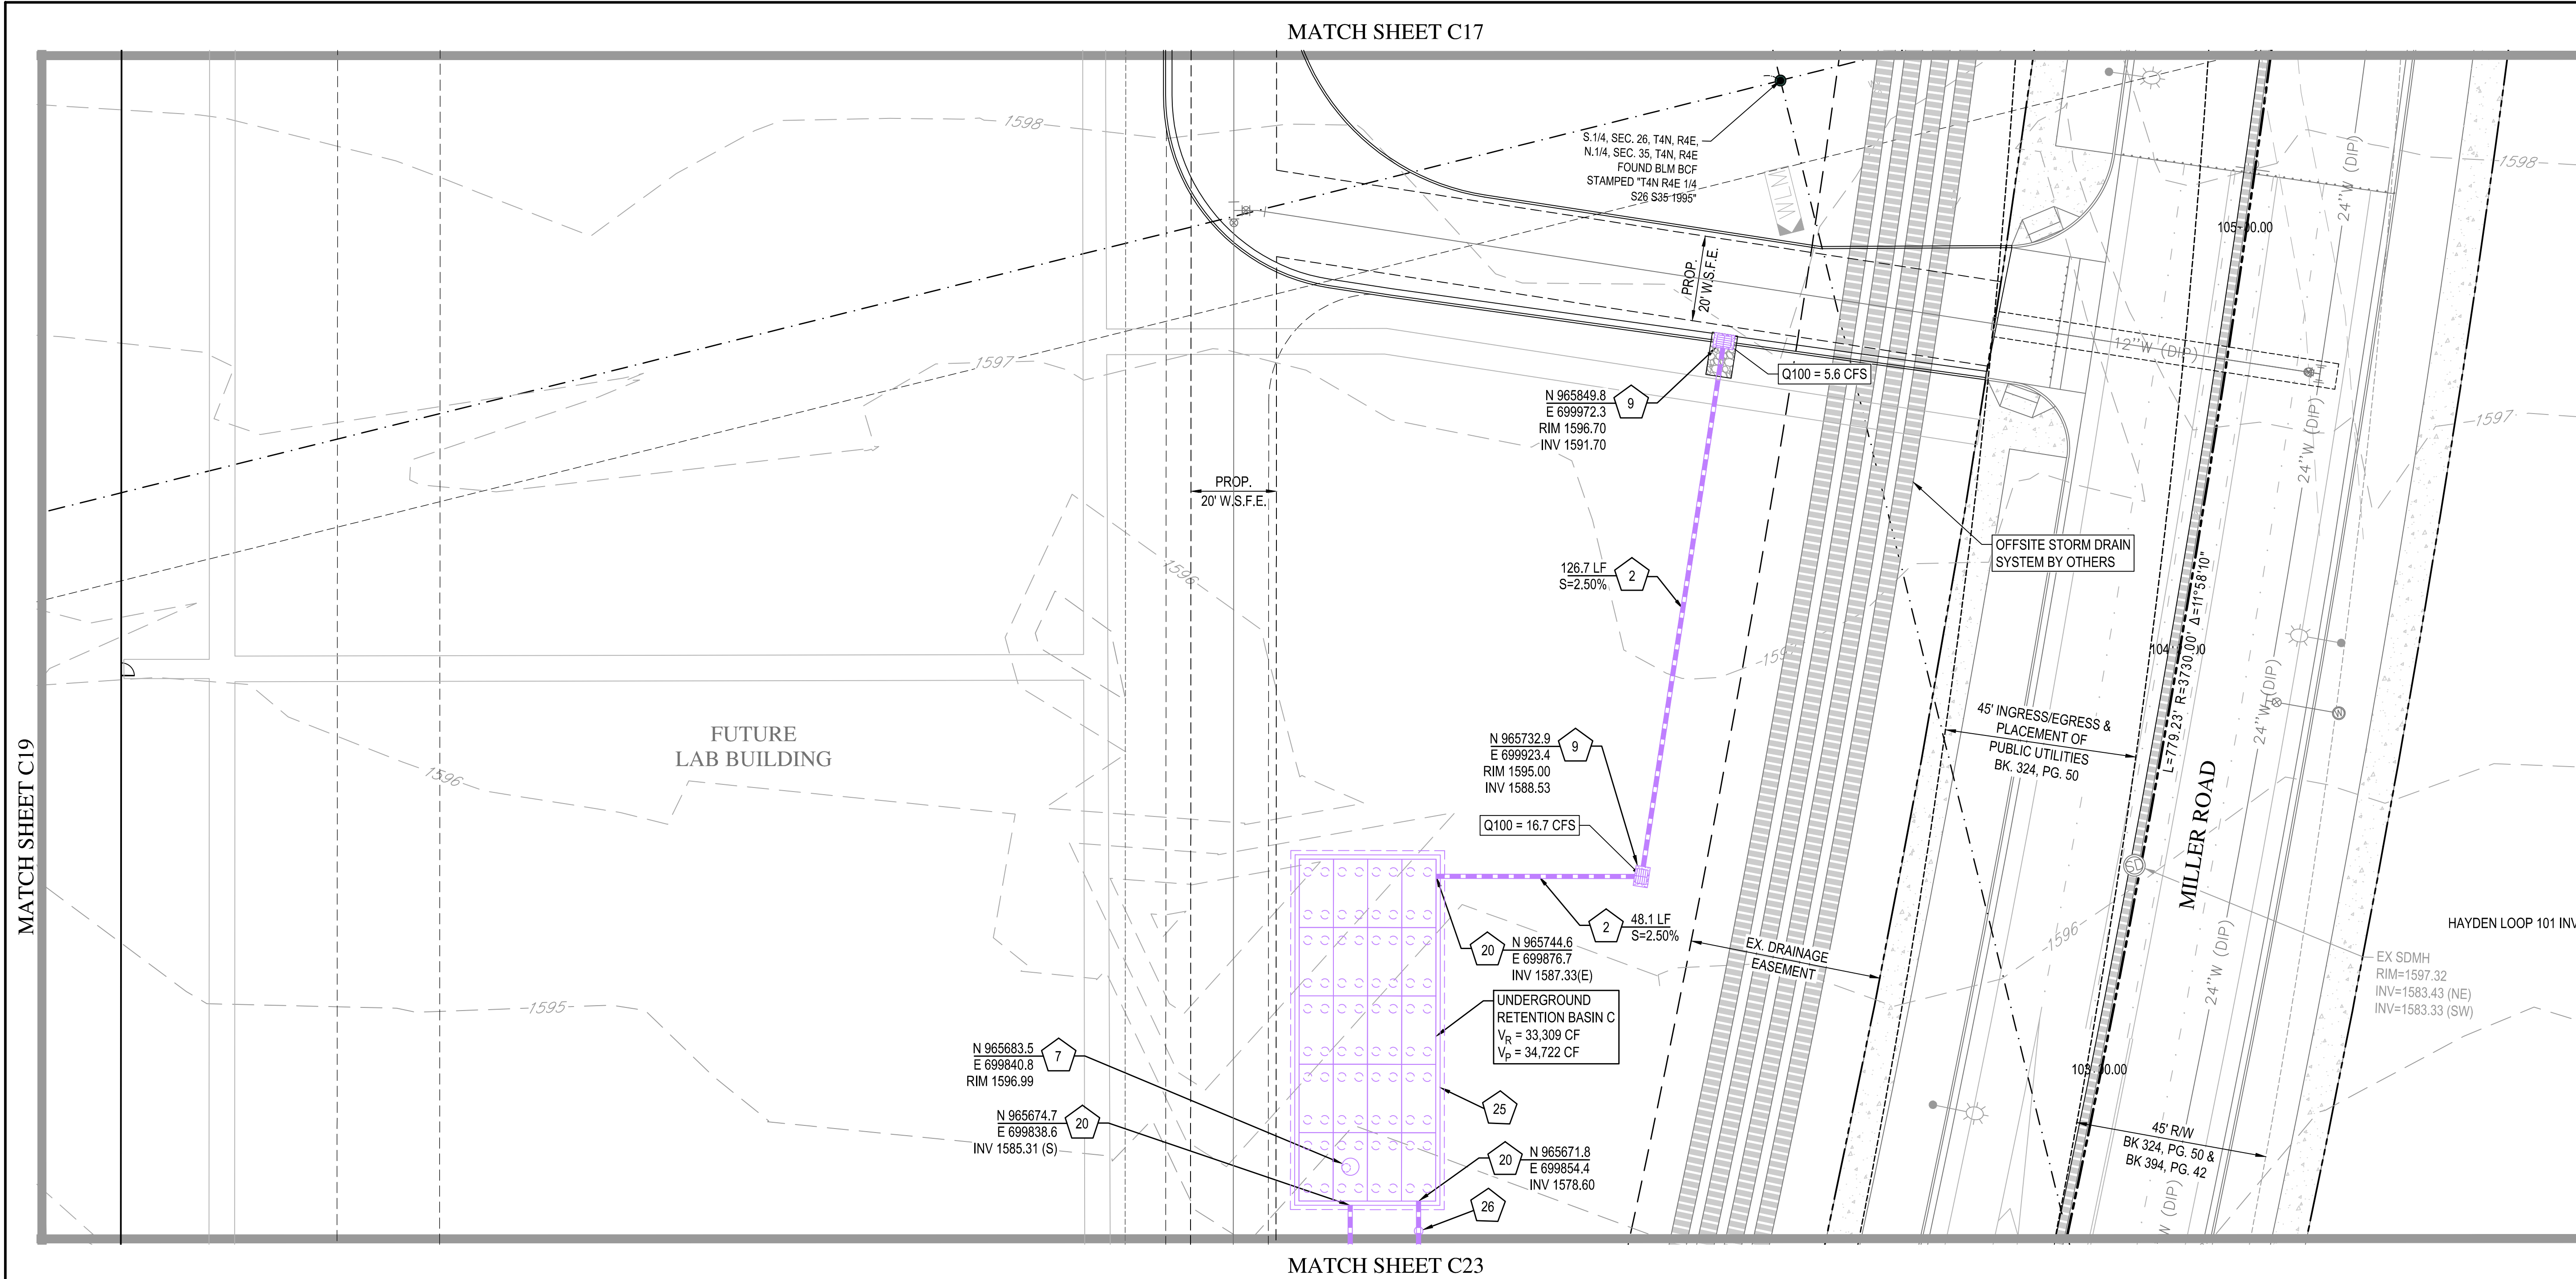 MATCH SHEET C17
1598
S.1/4, SEC. 26, T4N, R4E,
N.1/4, SEC. 35, T4N, R4E
FOUND BLM BCF
STAMPED "T4N R4E 1/4
S26 S35 1995"
WLM
24"W (DIP)
1598
105+00.00
PROP.
20' W.S.F.E.
12"W (DIP)
1597
Q100 = 5.6 CFS
N 965849.8
E 699972.3
RIM 1596.70
INV 1591.70
9
24"W (DIP)
1597
PROP.
20' W.S.F.E.
OFFSITE STORM DRAIN
SYSTEM BY OTHERS
1596
126.7 LF
S=2.50%
2
L=779.23' R=3730.00' Δ=11°58'10"
1597
45' INGRESS/EGRESS &
PLACEMENT OF
PUBLIC UTILITIES
BK. 324, PG. 50
24"W (DIP)
FUTURE
LAB BUILDING
1596
N 965732.9
E 699923.4
RIM 1595.00
INV 1588.53
9
Q100 = 16.7 CFS
MATCH SHEET C19
SD
MILLER ROAD
2
48.1 LF
S=2.50%
20
N 965744.6
E 699876.7
INV 1587.33(E)
EX. DRAINAGE
EASEMENT
1596
24"W (DIP)
HAYDEN LOOP 101 INV
EX SDMH
RIM=1597.32
INV=1583.43 (NE)
INV=1583.33 (SW)
1595
UNDERGROUND
RETENTION BASIN C
VR = 33,309 CF
VP = 34,722 CF
N 965683.5
E 699840.8
RIM 1596.99
7
103+00.00
25
N 965674.7
E 699838.6
INV 1585.31 (S)
20
20
N 965671.8
E 699854.4
INV 1578.60
26
45' R/W
BK 324, PG. 50 &
BK 394, PG. 42
W (DIP)
MATCH SHEET C23